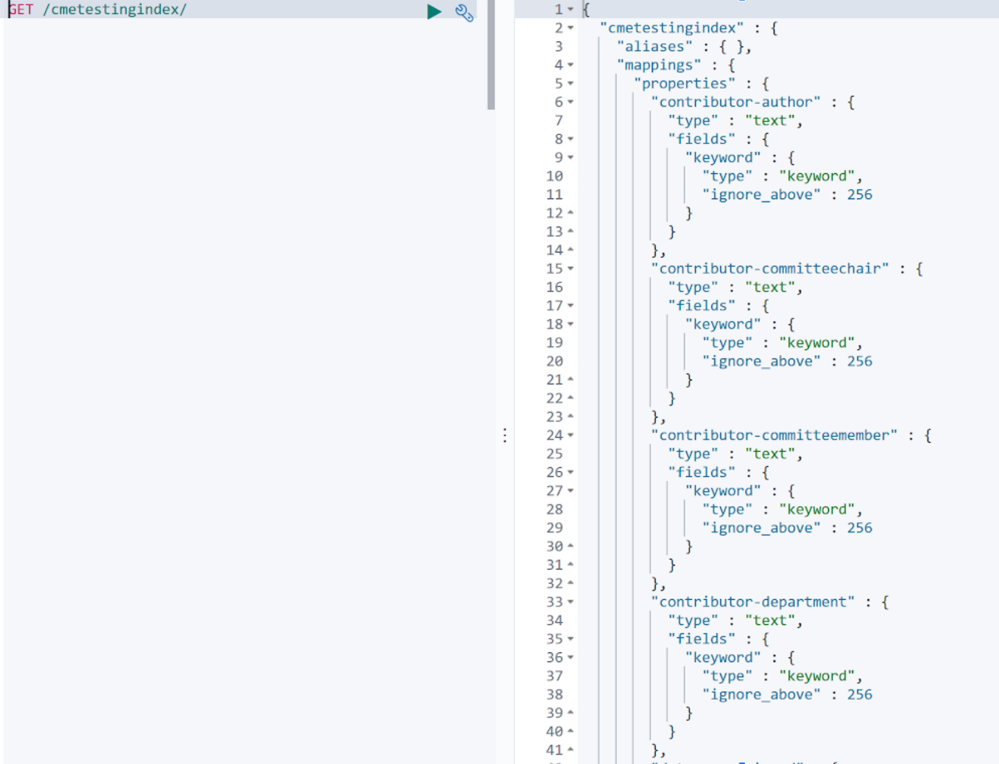 GET /cmetestingindex/
1 {
2 "cmetestingindex" : {
3 "aliases" : { },
4 "mappings" : {
5 "properties" : {
6 "contributor-author" : {
7 "type" : "text",
8 "fields" : {
9 "keyword" : {
10 "type" : "keyword",
11 "ignore_above" : 256
12 }
13 }
14 },
15 "contributor-committeechair" : {
16 "type" : "text",
17 "fields" : {
18 "keyword" : {
19 "type" : "keyword",
20 "ignore_above" : 256
21 }
22 }
23 },
24 "contributor-committeemember" : {
25 "type" : "text",
26 "fields" : {
27 "keyword" : {
28 "type" : "keyword",
29 "ignore_above" : 256
30 }
31 }
32 },
33 "contributor-department" : {
34 "type" : "text",
35 "fields" : {
36 "keyword" : {
37 "type" : "keyword",
38 "ignore_above" : 256
39 }
40 }
41 },